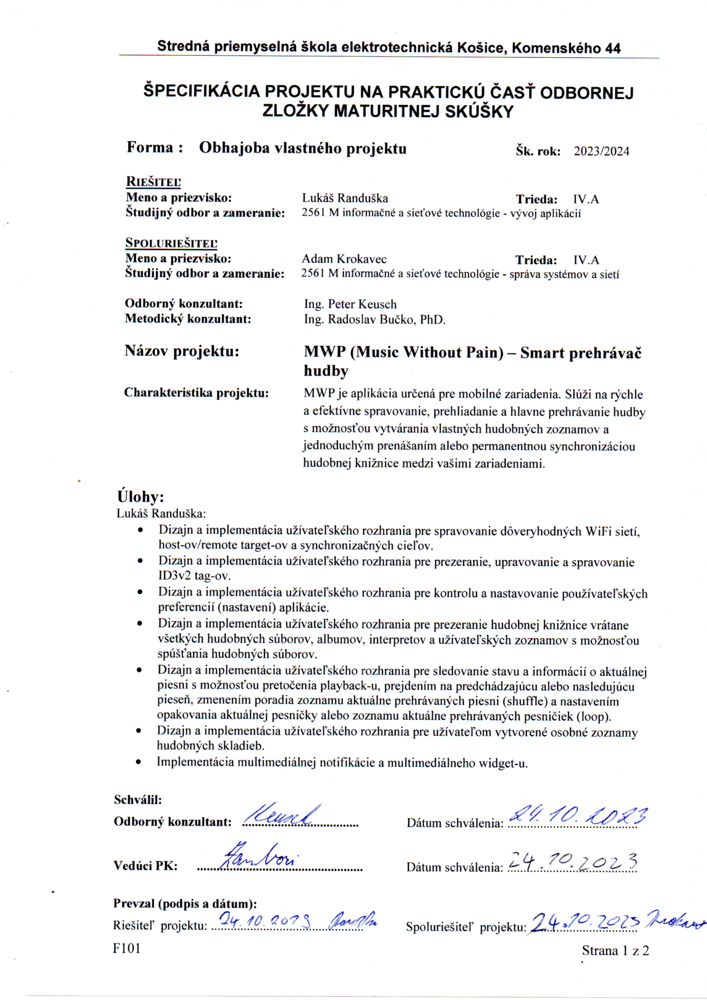 Stredná priemyselná škola elektrotechnická Košice, Komenského 44
ŠPECIFIKÁCIA PROJEKTU NA PRAKTICKÚ ČASŤ ODBORNEJ
ZLOŽKY MATURITNEJ SKÚŠKY
Forma : Obhajoba vlastného projektu Šk. rok: 2023/2024
RIEŠITEĽ
Meno a priezvisko: Lukáš Randuška Trieda: IV.A
Študijný odbor a zameranie: 2561 M informačné a sieťové technológie - vývoj aplikácií
SPOLURIEŠITEĽ
Meno a priezvisko: Adam Krokavec Trieda: IV.A
Študijný odbor a zameranie: 2561 M informačné a sieťové technológie - správa systémov a sietí
Odborný konzultant: Ing. Peter Keusch
Metodický konzultant: Ing. Radoslav Bučko, PhD.
Názov projektu: MWP (Music Without Pain) – Smart prehrávač
hudby
Charakteristika projektu: MWP je aplikácia určená pre mobilné zariadenia. Slúži na rýchle
a efektívne spravovanie, prehliadanie a hlavne prehrávanie hudby
s možnosťou vytvárania vlastných hudobných zoznamov a
jednoduchým prenášaním alebo permanentnou synchronizáciou
hudobnej knižnice medzi vašimi zariadeniami.
Úlohy:
Lukáš Randuška:
• Dizajn a implementácia užívateľského rozhrania pre spravovanie dôveryhodných WiFi sietí,
host-ov/remote target-ov a synchronizačných cieľov.
• Dizajn a implementácia užívateľského rozhrania pre prezeranie, upravovanie a spravovanie
ID3v2 tag-ov.
• Dizajn a implementácia užívateľského rozhrania pre kontrolu a nastavovanie používateľských
preferencií (nastavení) aplikácie.
• Dizajn a implementácia užívateľského rozhrania pre prezeranie hudobnej knižnice vrátane
všetkých hudobných súborov, albumov, interpretov a užívateľských zoznamov s možnosťou
spúšťania hudobných súborov.
• Dizajn a implementácia užívateľského rozhrania pre sledovanie stavu a informácií o aktuálnej
piesni s možnosťou pretočenia playback-u, prejdením na predchádzajúcu alebo nasledujúcu
pieseň, zmenením poradia zoznamu aktuálne prehrávaných piesni (shuffle) a nastavením
opakovania aktuálnej pesničky alebo zoznamu aktuálne prehrávaných pesničiek (loop).
• Dizajn a implementácia užívateľského rozhrania pre užívateľom vytvorené osobné zoznamy
hudobných skladieb.
• Implementácia multimediálnej notifikácie a multimediálneho widget-u.
Schválil:
Odborný konzultant: Keusch Dátum schválenia: 24.10.2023
Vedúci PK: Dátum schválenia: 24.10.2023
Prevzal (podpis a dátum):
Riešiteľ projektu: 24.10.2023 Spoluriešiteľ projektu: 24.10.2023
F101 Strana 1 z 2